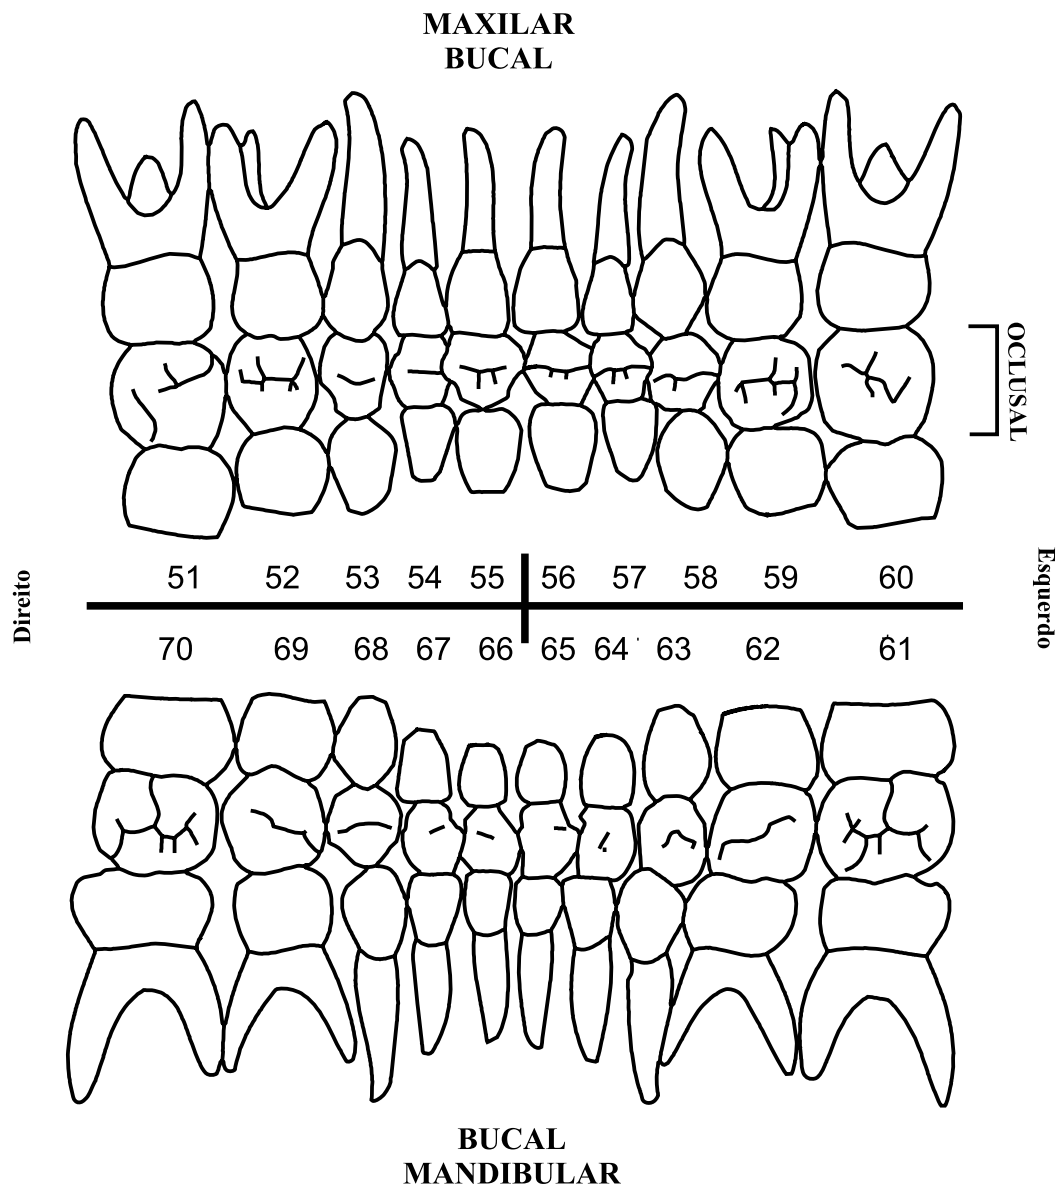 MAXILAR
BUCAL
OCLUSAL
Direito
Esquerdo
51 52 53 54 55 56 57 58 59 60
70 69 68 67 66 65 64 63 62 61
BUCAL
MANDIBULAR